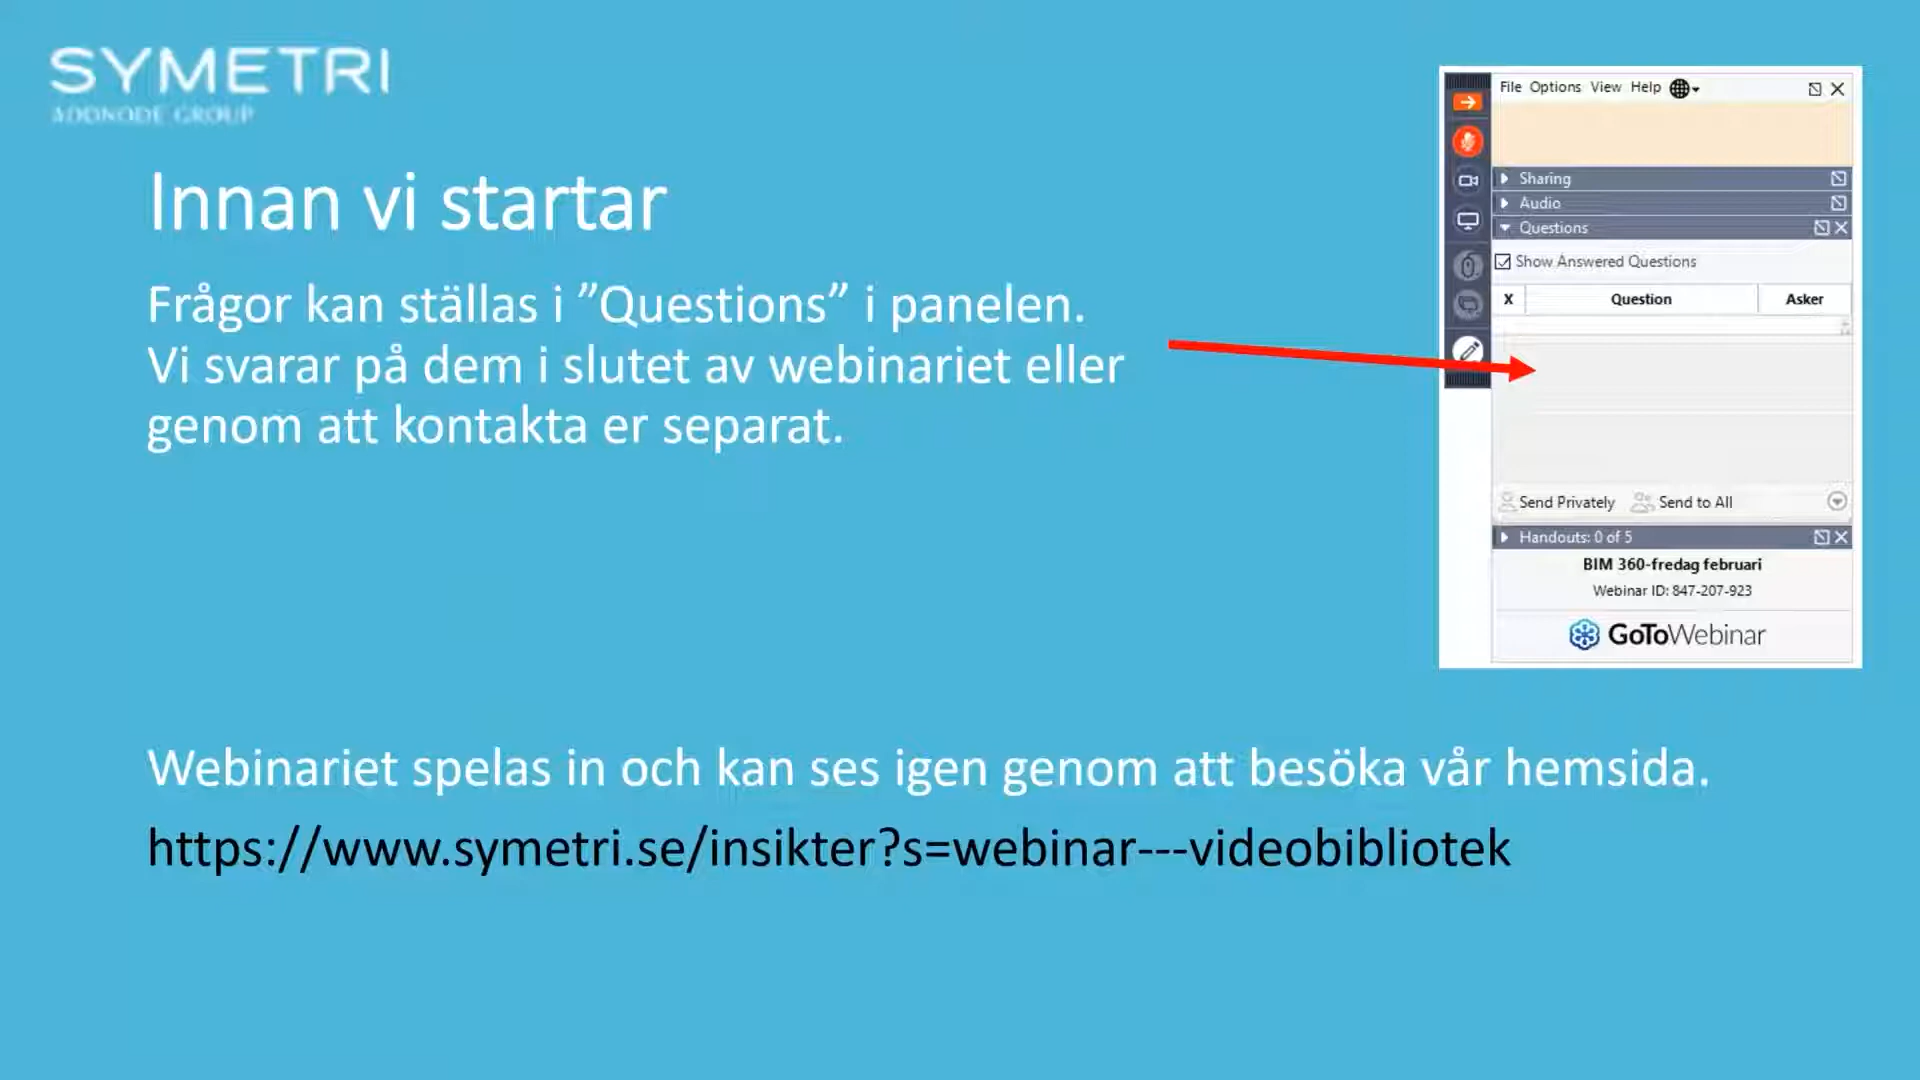 SYMETRI
ADDNODE GROUP
Innan vi startar
Frågor kan ställas i ”Questions” i panelen.
Vi svarar på dem i slutet av webinariet eller
genom att kontakta er separat.
File Options View Help
Sharing
Audio
Questions
Show Answered Questions
X Question Asker
Send Privately Send to All
Handouts: 0 of 5
BIM 360-fredag februari
Webinar ID: 847-207-923
GoToWebinar
Webinariet spelas in och kan ses igen genom att besöka vår hemsida.
https://www.symetri.se/insikter?s=webinar---videobibliotek